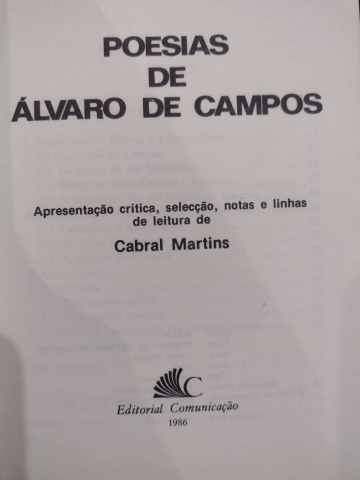 POESIAS
DE
ÁLVARO DE CAMPOS
Apresentação crítica, selecção, notas e linhas
de leitura de
Cabral Martins
C
Editorial Comunicação
1986